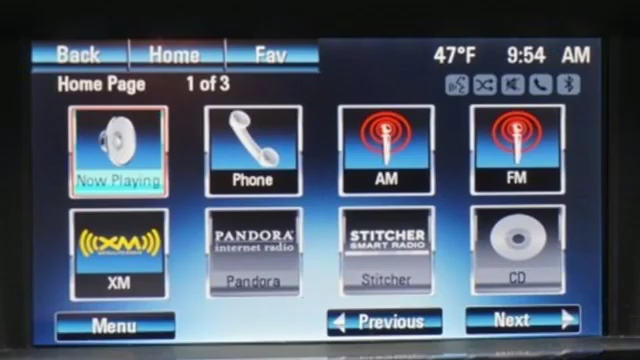 Back Home Fav 47°F 9:54 AM
Home Page 1 of 3
Now Playing Phone AM FM
XM PANDORA internet radio STITCHER SMART RADIO
XM Pandora Stitcher CD
Menu Previous Next